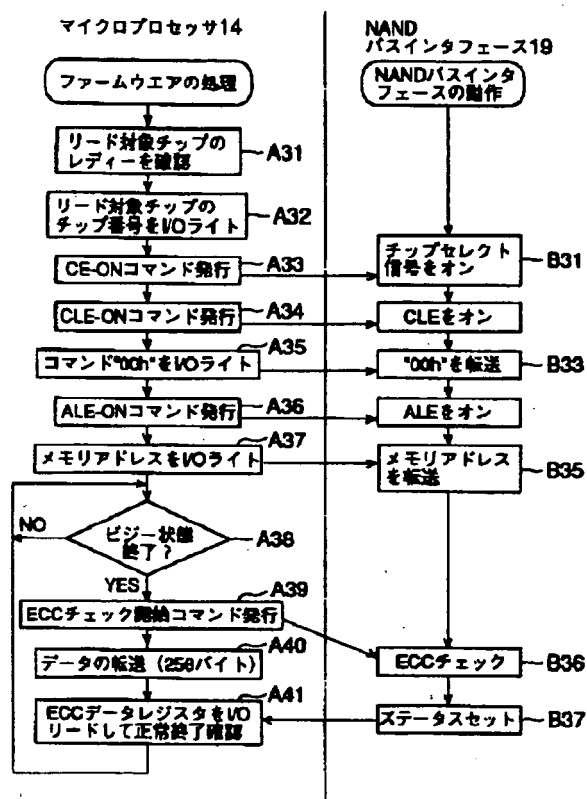 マイクロプロセッサ14
ファームウエアの処理
リード対象チップの
レディーを確認
A31
リード対象チップの
チップ番号をI/Oライト
A32
CE-ONコマンド発行
A33
CLE-ONコマンド発行
A34
コマンド"00h"をI/Oライト
A35
ALE-ONコマンド発行
A36
メモリアドレスをI/Oライト
A37
ビジー状態
終了？
A38
NO
YES
ECCチェック開始コマンド発行
A39
データの転送（256バイト）
A40
ECCデータレジスタをI/O
リードして正常終了確認
A41
NAND
バスインタフェース19
NANDバスインタ
フェースの動作
チップセレクト
信号をオン
B31
CLEをオン
"00h"を転送
B33
ALEをオン
メモリアドレス
を転送
B35
ECCチェック
B36
ステータスセット
B37